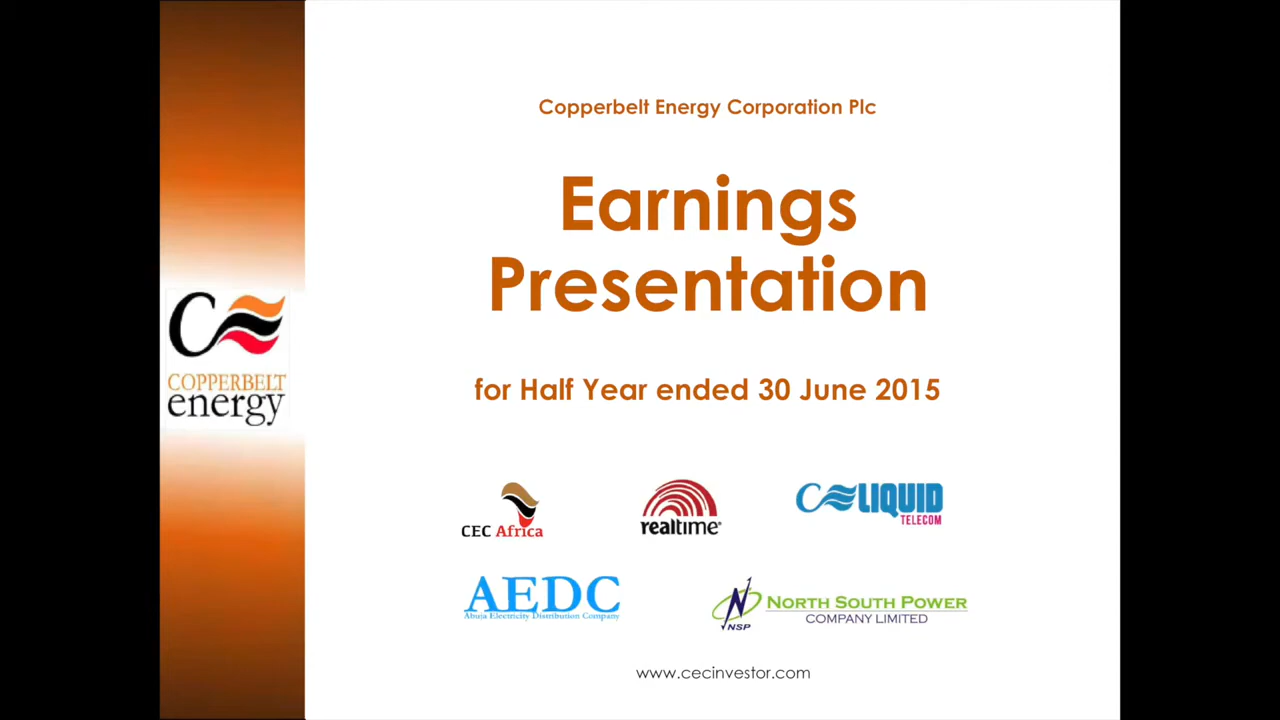 Copperbelt Energy Corporation Plc
Earnings
Presentation
for Half Year ended 30 June 2015
COPPERBELT
energy
CEC Africa
realtime
C LIQUID
TELECOM
AEDC
Abuja Electricity Distribution Company
NSP
NORTH SOUTH POWER
COMPANY LIMITED
www.cecinvestor.com